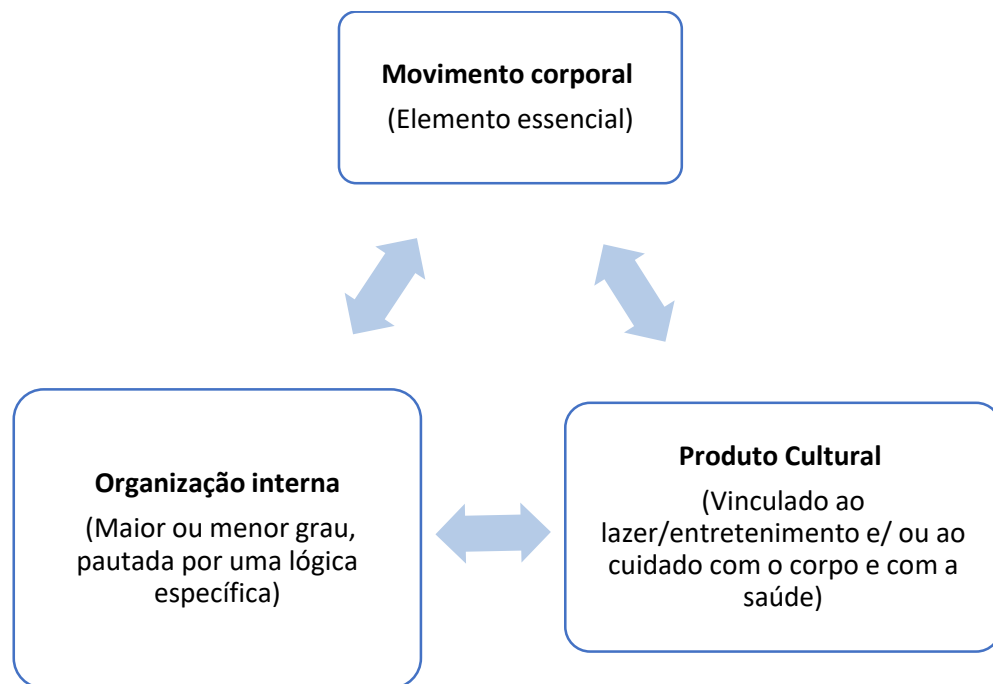 Movimento corporal
(Elemento essencial)
Organização interna
(Maior ou menor grau,
pautada por uma lógica
específica)
Produto Cultural
(Vinculado ao
lazer/entretenimento e/ ou ao
cuidado com o corpo e com a
saúde)